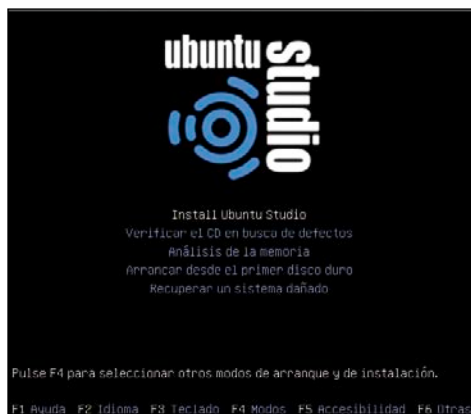 ubuntu
studio
Install Ubuntu Studio
Verificar el CD en busca de defectos
Análisis de la memoria
Arrancar desde el primer disco duro
Recuperar un sistema dañado
Pulse F4 para seleccionar otros modos de arranque y de instalación.
F1 Ayuda F2 Idioma F3 Teclado F4 Modos F5 Accesibilidad F6 Otras